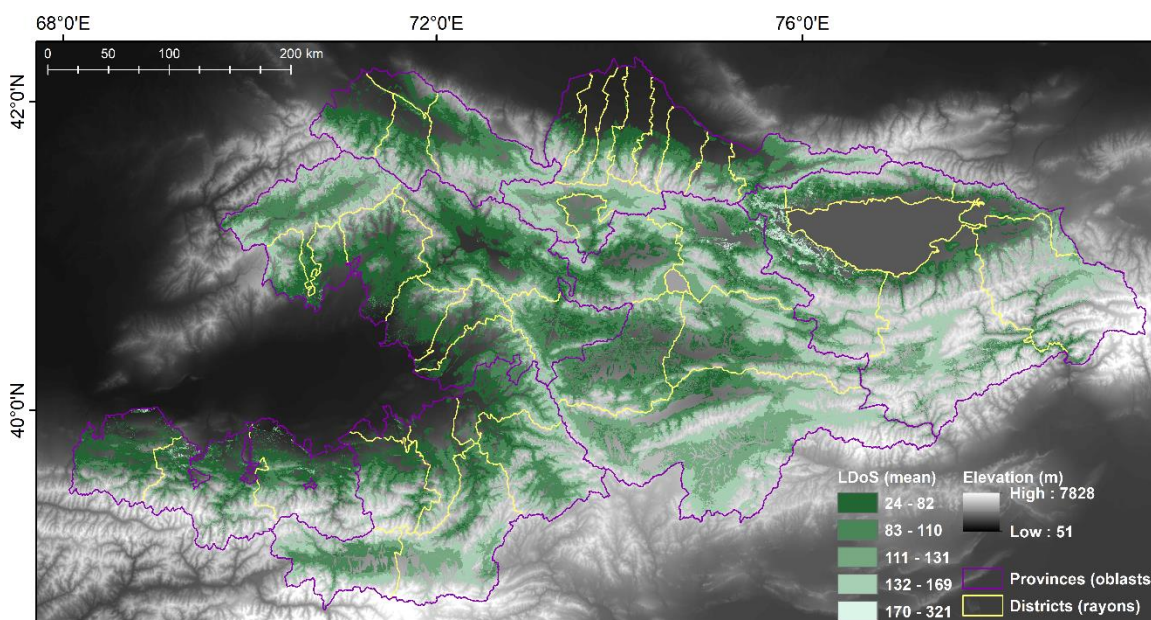 68°0'E 72°0'E 76°0'E
0 50 100 200 km
42°0'N
40°0'N
LDoS (mean)
24 - 82
83 - 110
111 - 131
132 - 169
170 - 321
Elevation (m)
High : 7828
Low : 51
Provinces (oblasts
Districts (rayons)